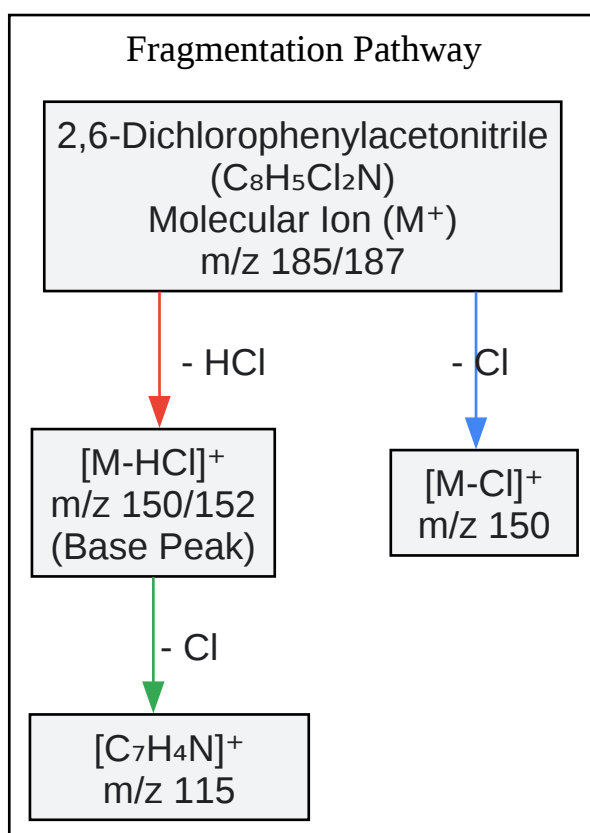 Fragmentation Pathway
2,6-Dichlorophenylacetonitrile
(C₈H₅Cl₂N)
Molecular Ion (M⁺)
m/z 185/187
- HCl
- Cl
[M-HCl]⁺
m/z 150/152
(Base Peak)
[M-Cl]⁺
m/z 150
- Cl
[C₇H₄N]⁺
m/z 115